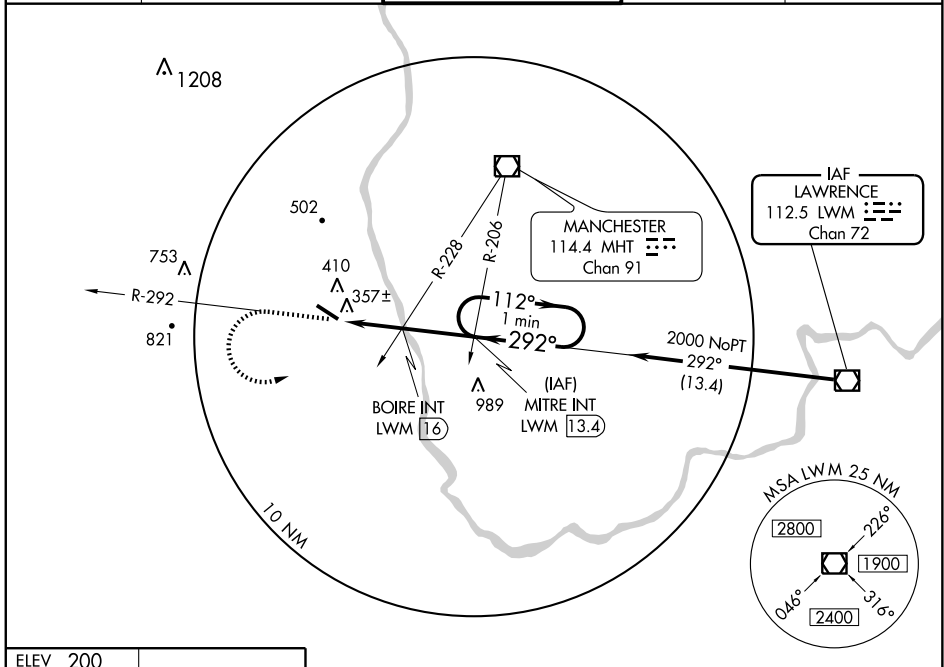 1208
IAF
LAWRENCE
112.5 LWM
Chan 72
MANCHESTER
114.4 MHT
Chan 91
502
R-228
R-206
753
410
357±
R-292
821
112°
1 min
292°
2000 NoPT
292°
(13.4)
BOIRE INT
LWM 16
989
(IAF)
MITRE INT
LWM 13.4
10 NM
MSA LWM 25 NM
2800
226°
1900
046°
316°
2400
ELEV 200